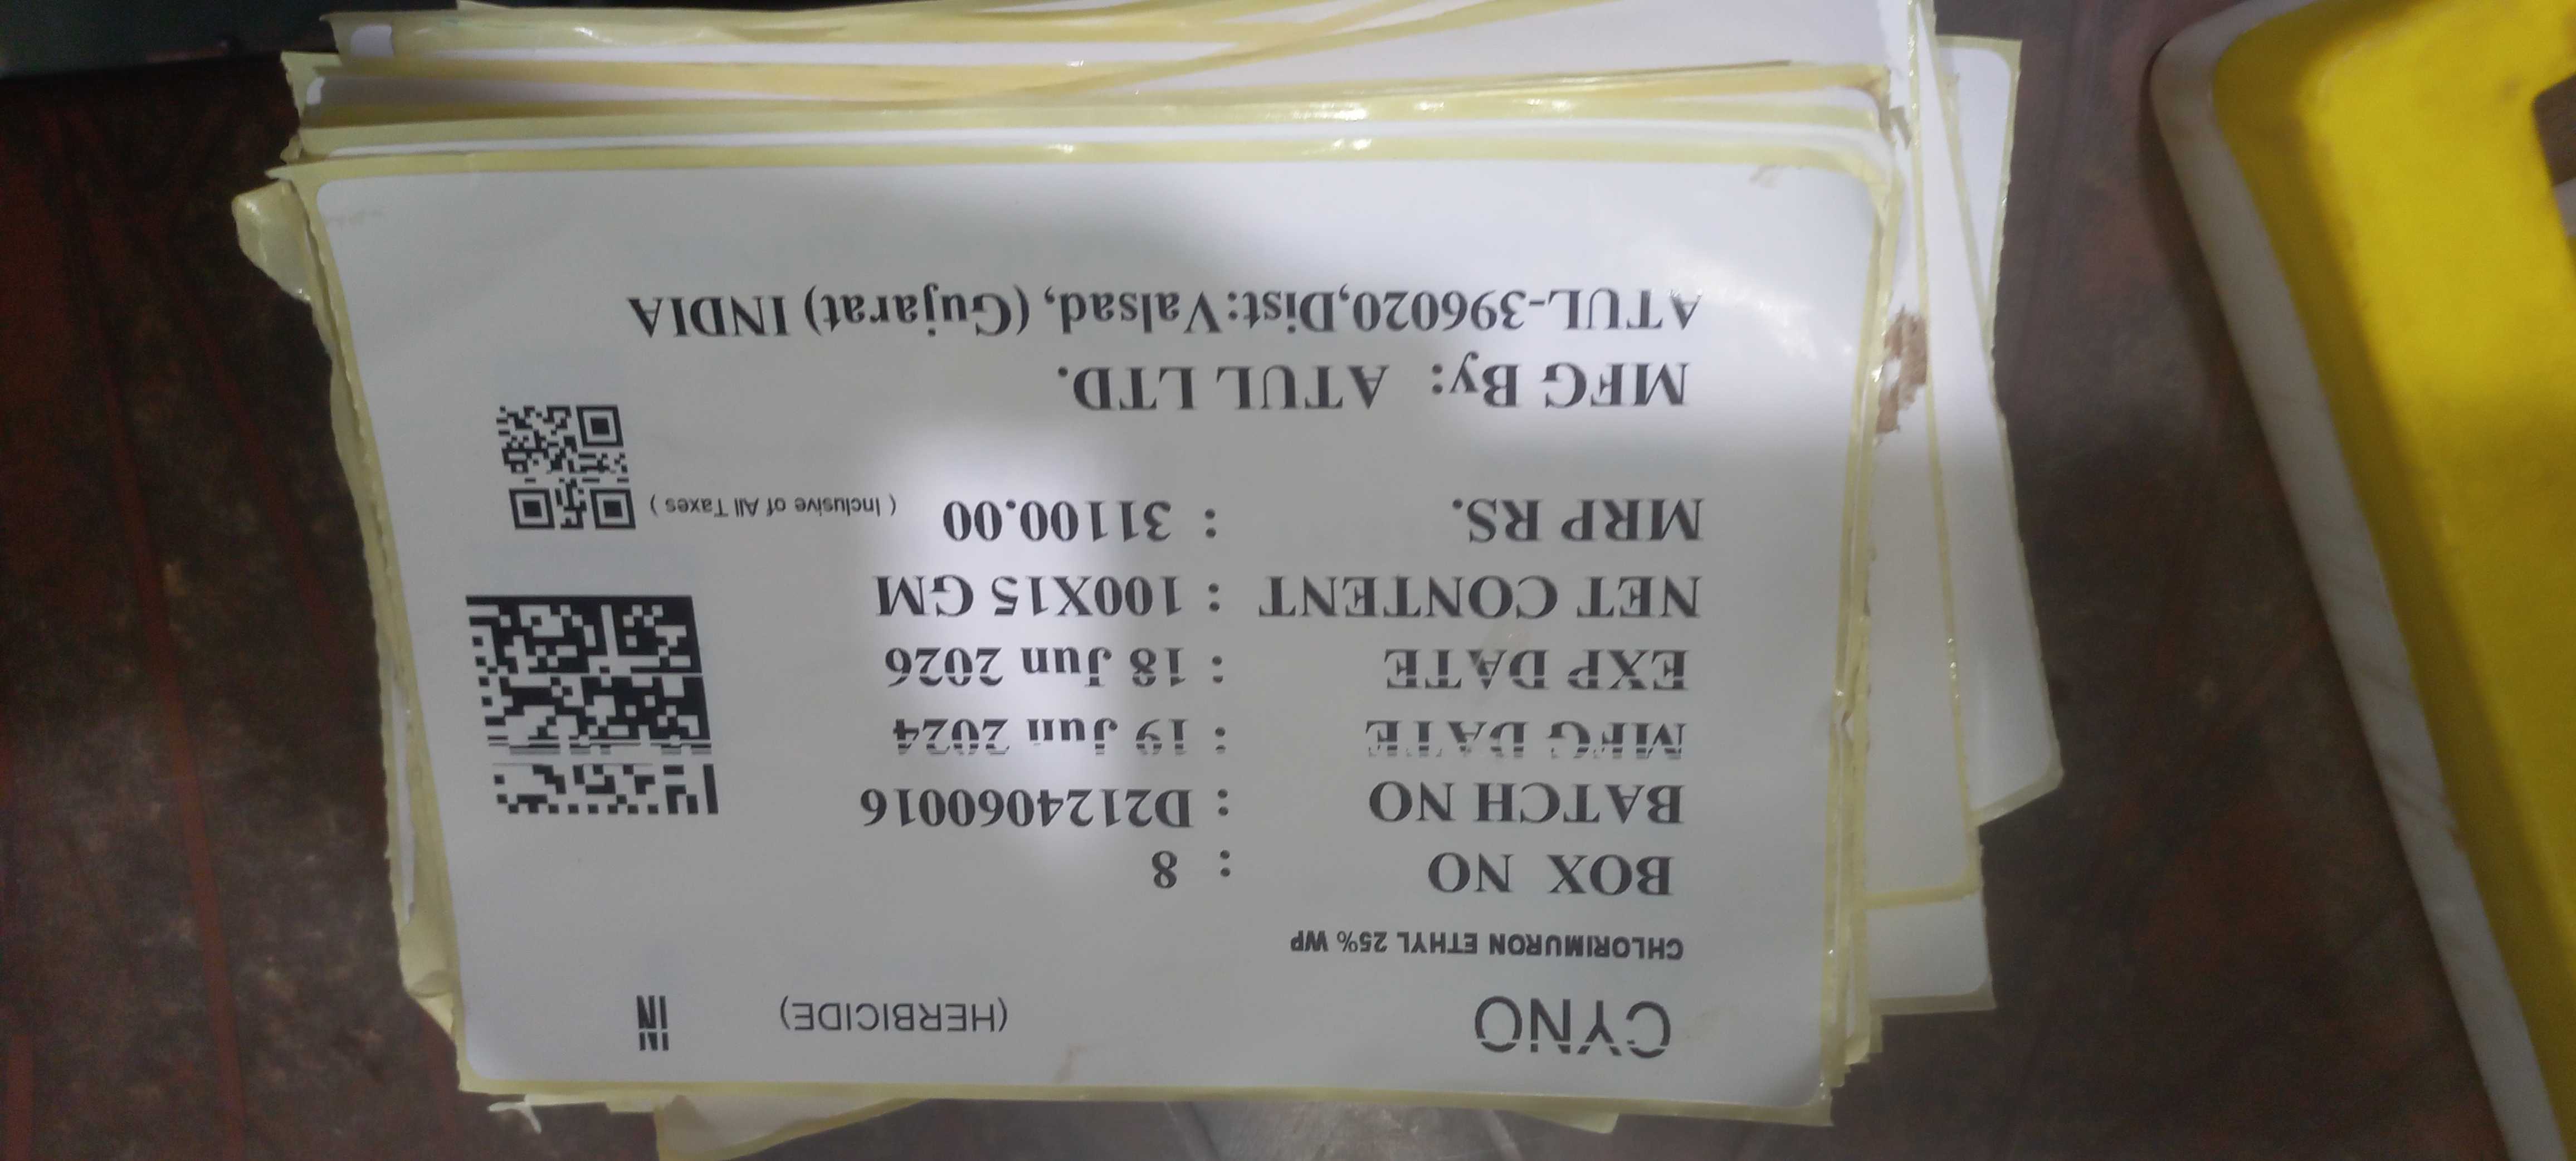 CYNO (HERBICIDE) IN
IN
CHLORIMURON ETHYL 25% WP
BOX NO : 8
BATCH NO : D2124060016
MFG DATE : 19 Jun 2024
EXP DATE : 18 Jun 2026
NET CONTENT : 100X15 GM
MRP RS. : 31100.00 ( Inclusive of All Taxes )
MFG By: ATUL LTD.
ATUL-396020,Dist:Valsad, (Gujarat) INDIA